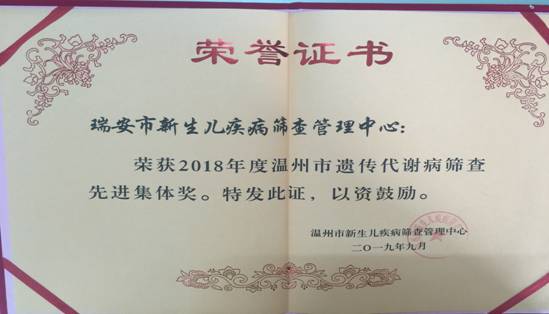 荣誉证书
瑞安市新生儿疾病筛查管理中心：
荣获2018年度温州市遗传代谢病筛查
先进集体奖。特发此证，以资鼓励。
温州市新生儿疾病筛查管理中心
二〇一九年九月